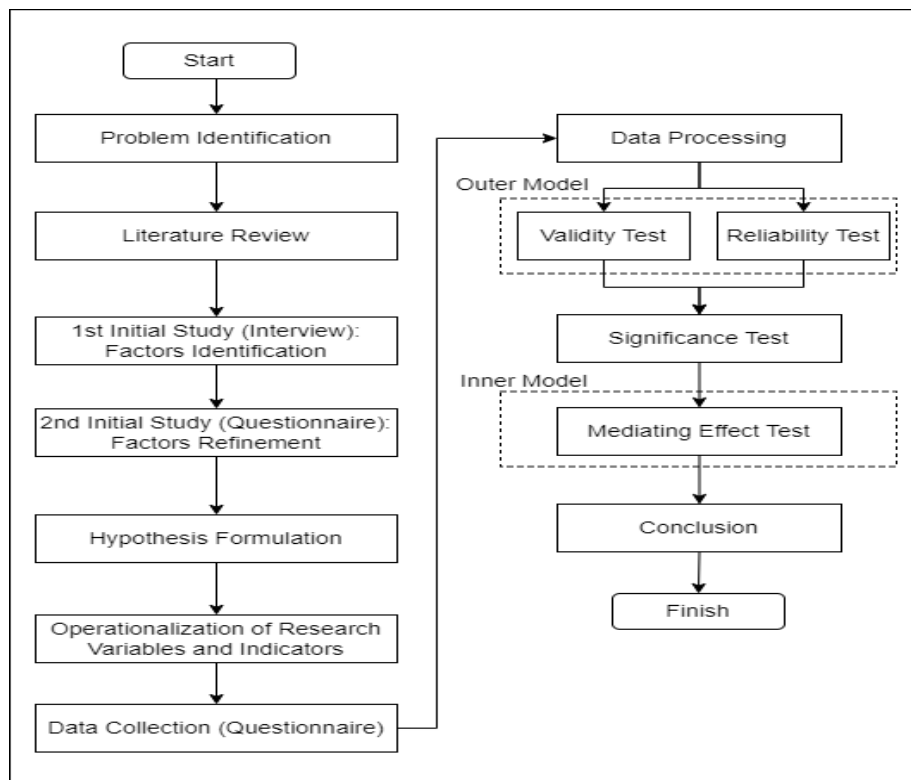 Start
Problem Identification
Literature Review
1st Initial Study (Interview):
Factors Identification
2nd Initial Study (Questionnaire):
Factors Refinement
Hypothesis Formulation
Operationalization of Research
Variables and Indicators
Data Collection (Questionnaire)
Data Processing
Outer Model
Validity Test
Reliability Test
Significance Test
Inner Model
Mediating Effect Test
Conclusion
Finish